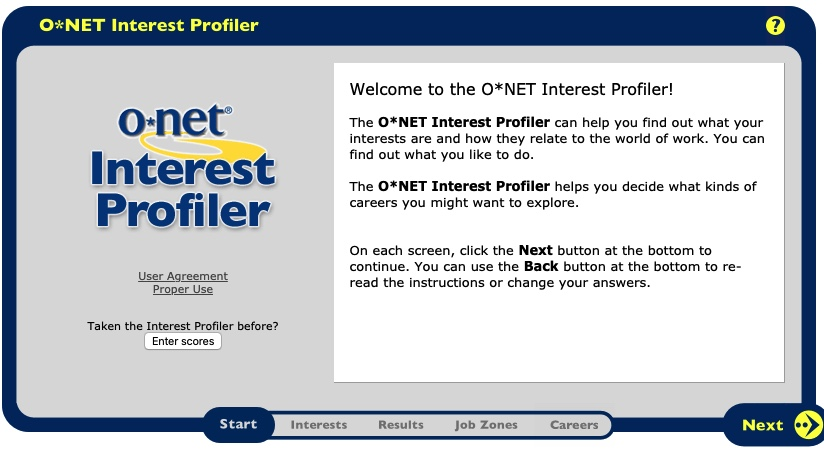 O*NET Interest Profiler
?
o*net®
Interest
Profiler
User Agreement
Proper Use
Taken the Interest Profiler before?
Enter scores
Welcome to the O*NET Interest Profiler!
The O*NET Interest Profiler can help you find out what your
interests are and how they relate to the world of work. You can
find out what you like to do.
The O*NET Interest Profiler helps you decide what kinds of
careers you might want to explore.
On each screen, click the Next button at the bottom to
continue. You can use the Back button at the bottom to re-
read the instructions or change your answers.
Start Interests Results Job Zones Careers Next